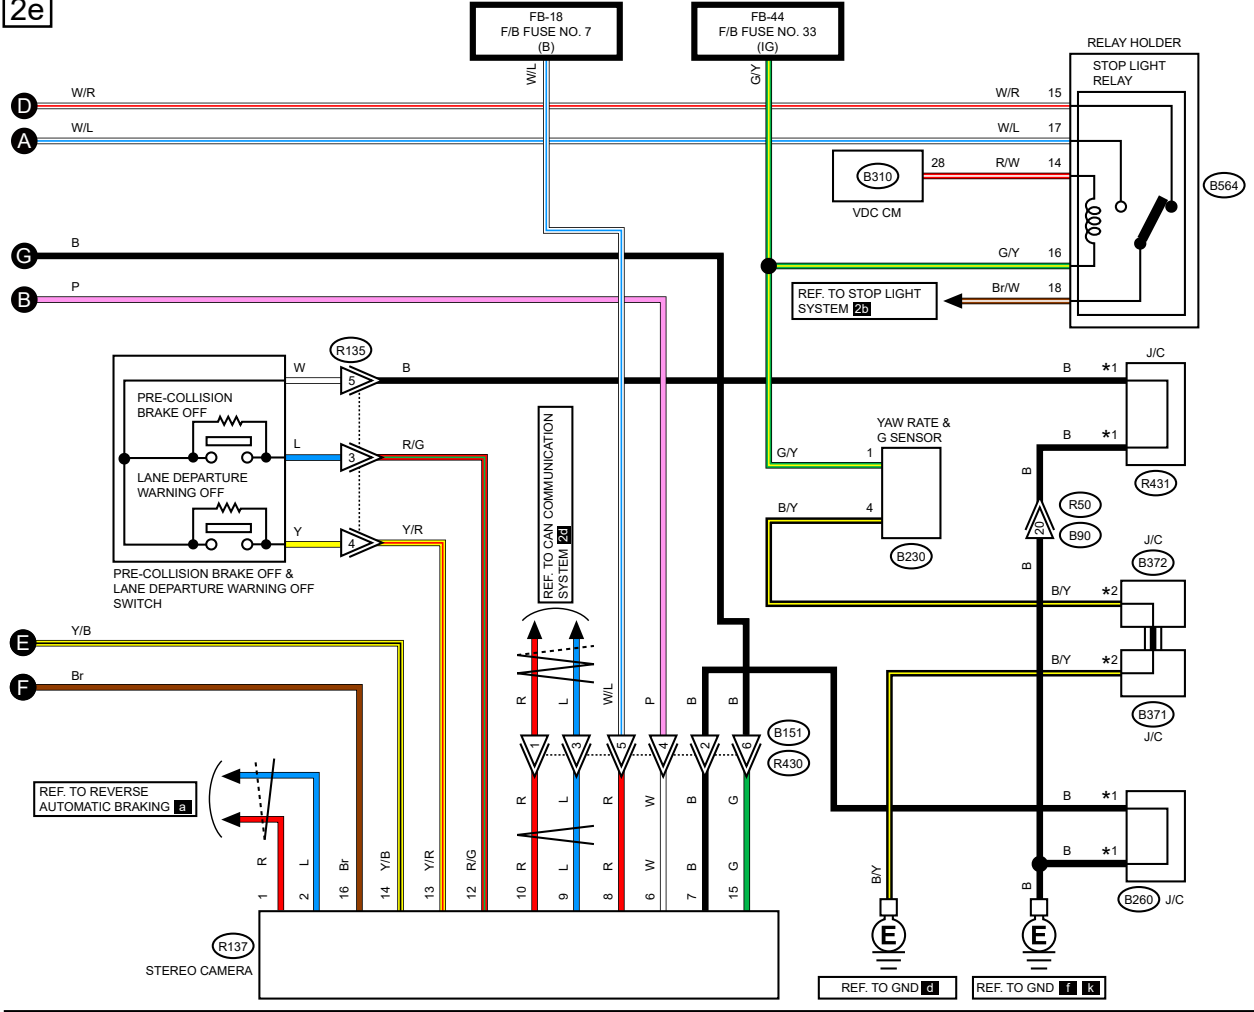 2e
FB-18
F/B FUSE NO. 7
(B)
FB-44
F/B FUSE NO. 33
(IG)
W/L
G/Y
RELAY HOLDER
STOP LIGHT
RELAY
D
W/R
W/R
15
A
W/L
W/L
17
B310
28
R/W
14
VDC CM
B564
G
B
G/Y
16
B
P
REF. TO STOP LIGHT
SYSTEM 2b
Br/W
18
R135
J/C
W
5
B
B
*1
PRE-COLLISION
BRAKE OFF
L
3
R/G
LANE DEPARTURE
WARNING OFF
Y
4
Y/R
PRE-COLLISION BRAKE OFF &
LANE DEPARTURE WARNING OFF
SWITCH
REF. TO CAN COMMUNICATION
SYSTEM 2d
YAW RATE &
G SENSOR
G/Y
1
B/Y
4
B230
B
*1
R431
B
20
R50
B90
B
J/C
B372
B/Y
*2
B/Y
*2
B371
J/C
E
Y/B
F
Br
R
L
W/L
P
B
B
1
3
5
4
2
6
B151
R430
REF. TO REVERSE
AUTOMATIC BRAKING a
R
L
R
W
B
G
B
*1
B
*1
B260
J/C
R
L
Br
Y/B
Y/R
R/G
R
L
R
W
B
G
1
2
16
14
13
12
10
9
8
6
7
15
B/Y
B
R137
STEREO CAMERA
E
E
REF. TO GND d
REF. TO GND f k